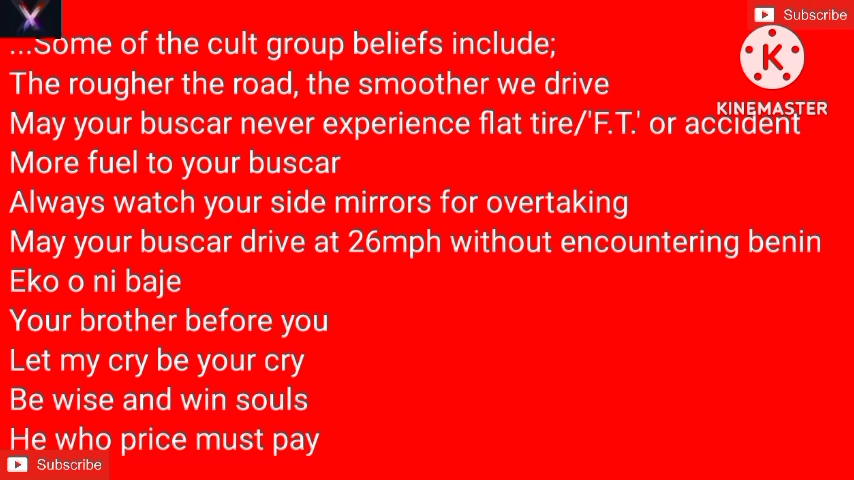 Subscribe
...Some of the cult group beliefs include;
The rougher the road, the smoother we drive
KINEMASTER
May your buscar never experience flat tire/'F.T.' or accident
More fuel to your buscar
Always watch your side mirrors for overtaking
May your buscar drive at 26mph without encountering benin
Eko o ni baje
Your brother before you
Let my cry be your cry
Be wise and win souls
He who price must pay
Subscribe